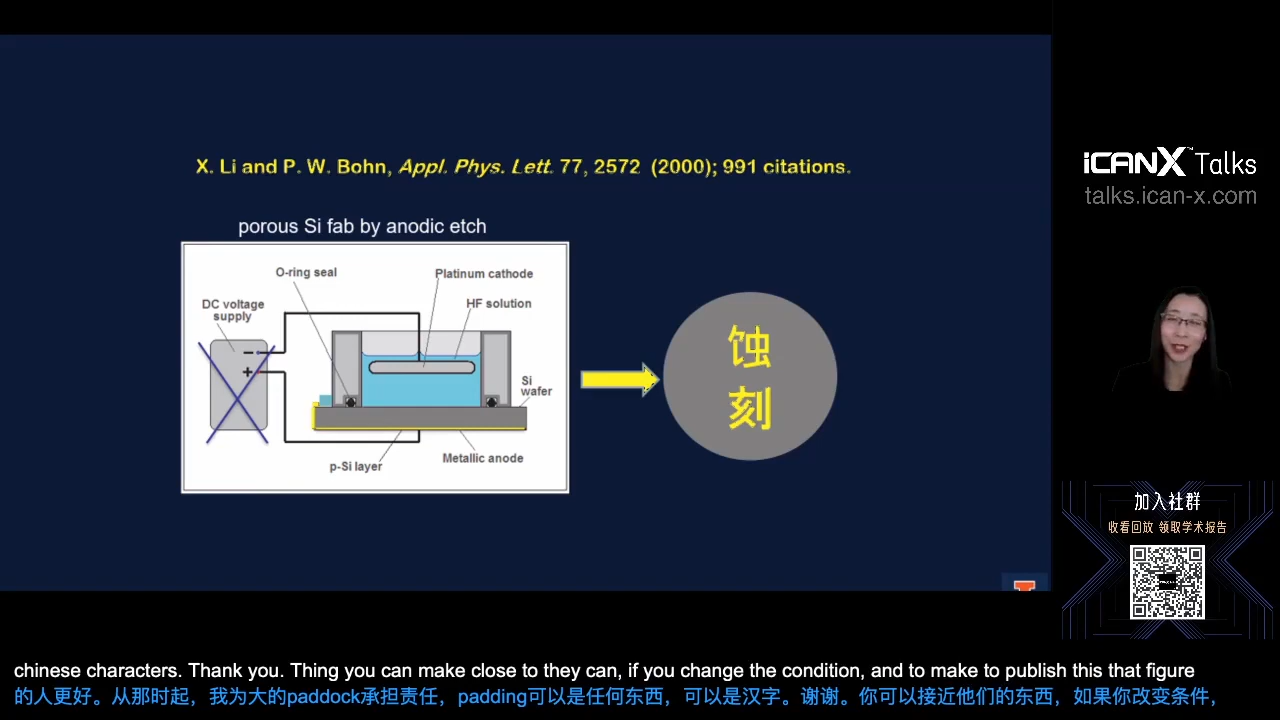 X. Li and P. W. Bohn, Appl. Phys. Lett. 77, 2572 (2000); 991 citations.
porous Si fab by anodic etch
O-ring seal
Platinum cathode
DC voltage
supply
HF solution
Si
wafer
p-Si layer
Metallic anode
蚀
刻
iCANX™ Talks
talks.ican-x.com
加入社群
收看回放 领取学术报告
chinese characters. Thank you. Thing you can make close to they can, if you change the condition, and to make to publish this that figure
的人更好。从那时起，我为大的paddock承担责任，padding可以是任何东西，可以是汉字。谢谢。你可以接近他们的东西，如果你改变条件，